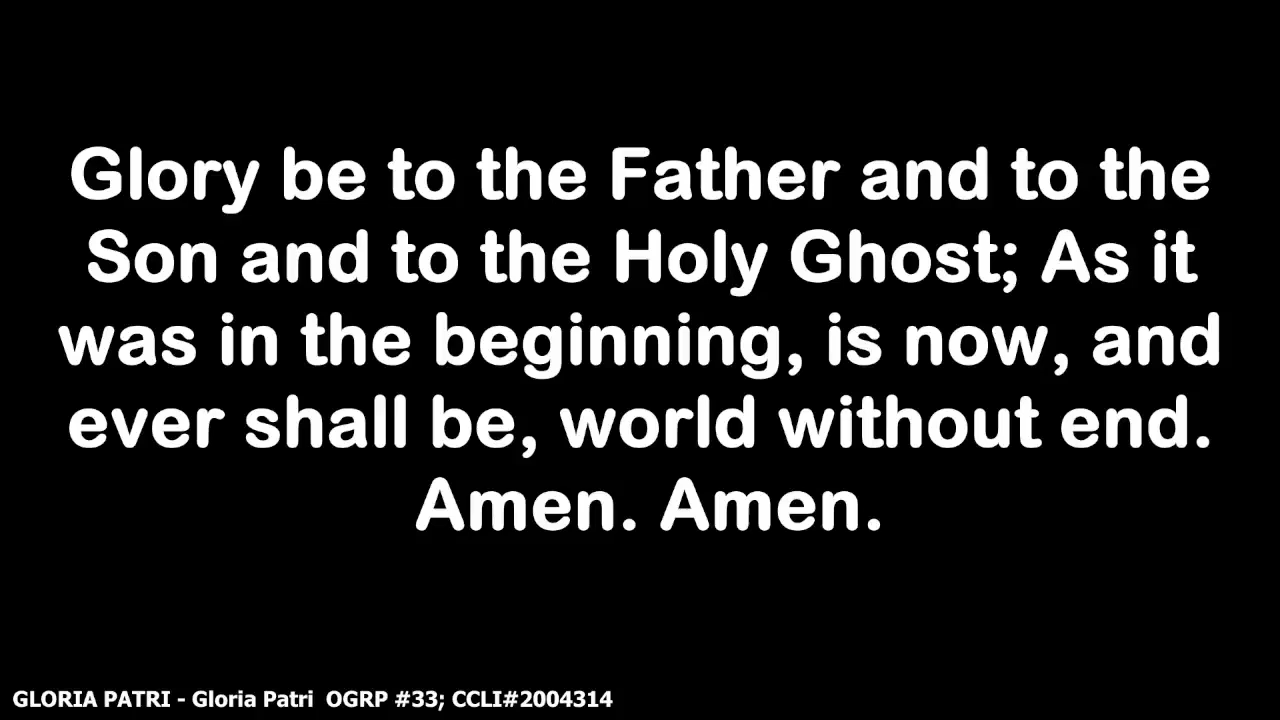 Glory be to the Father and to the
Son and to the Holy Ghost; As it
was in the beginning, is now, and
ever shall be, world without end.
Amen. Amen.
GLORIA PATRI - Gloria Patri  OGRP #33; CCLI#2004314